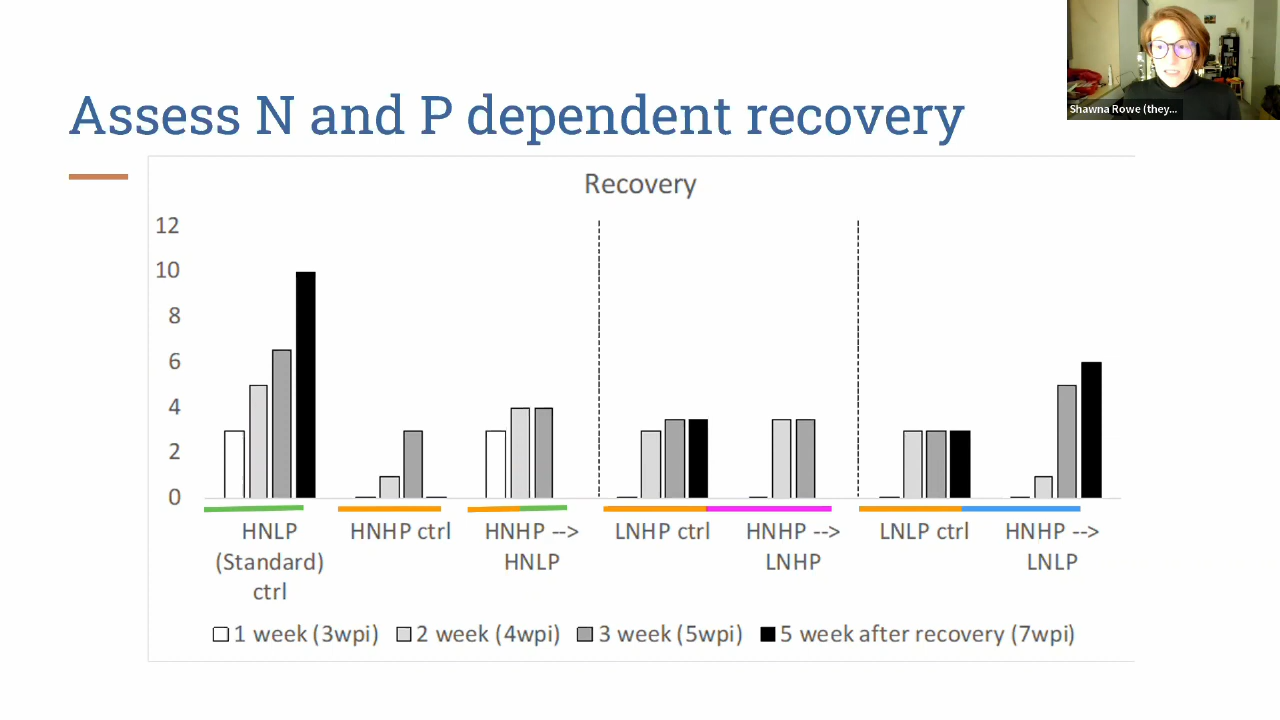 Shawna Rowe (they...
Assess N and P dependent recovery
Recovery
12
10
8
6
4
2
0
HNLP
(Standard)
ctrl
HNHP ctrl
HNHP -->
HNLP
LNHP ctrl
HNHP -->
LNHP
LNLP ctrl
HNHP -->
LNLP
1 week (3wpi)
2 week (4wpi)
3 week (5wpi)
5 week after recovery (7wpi)